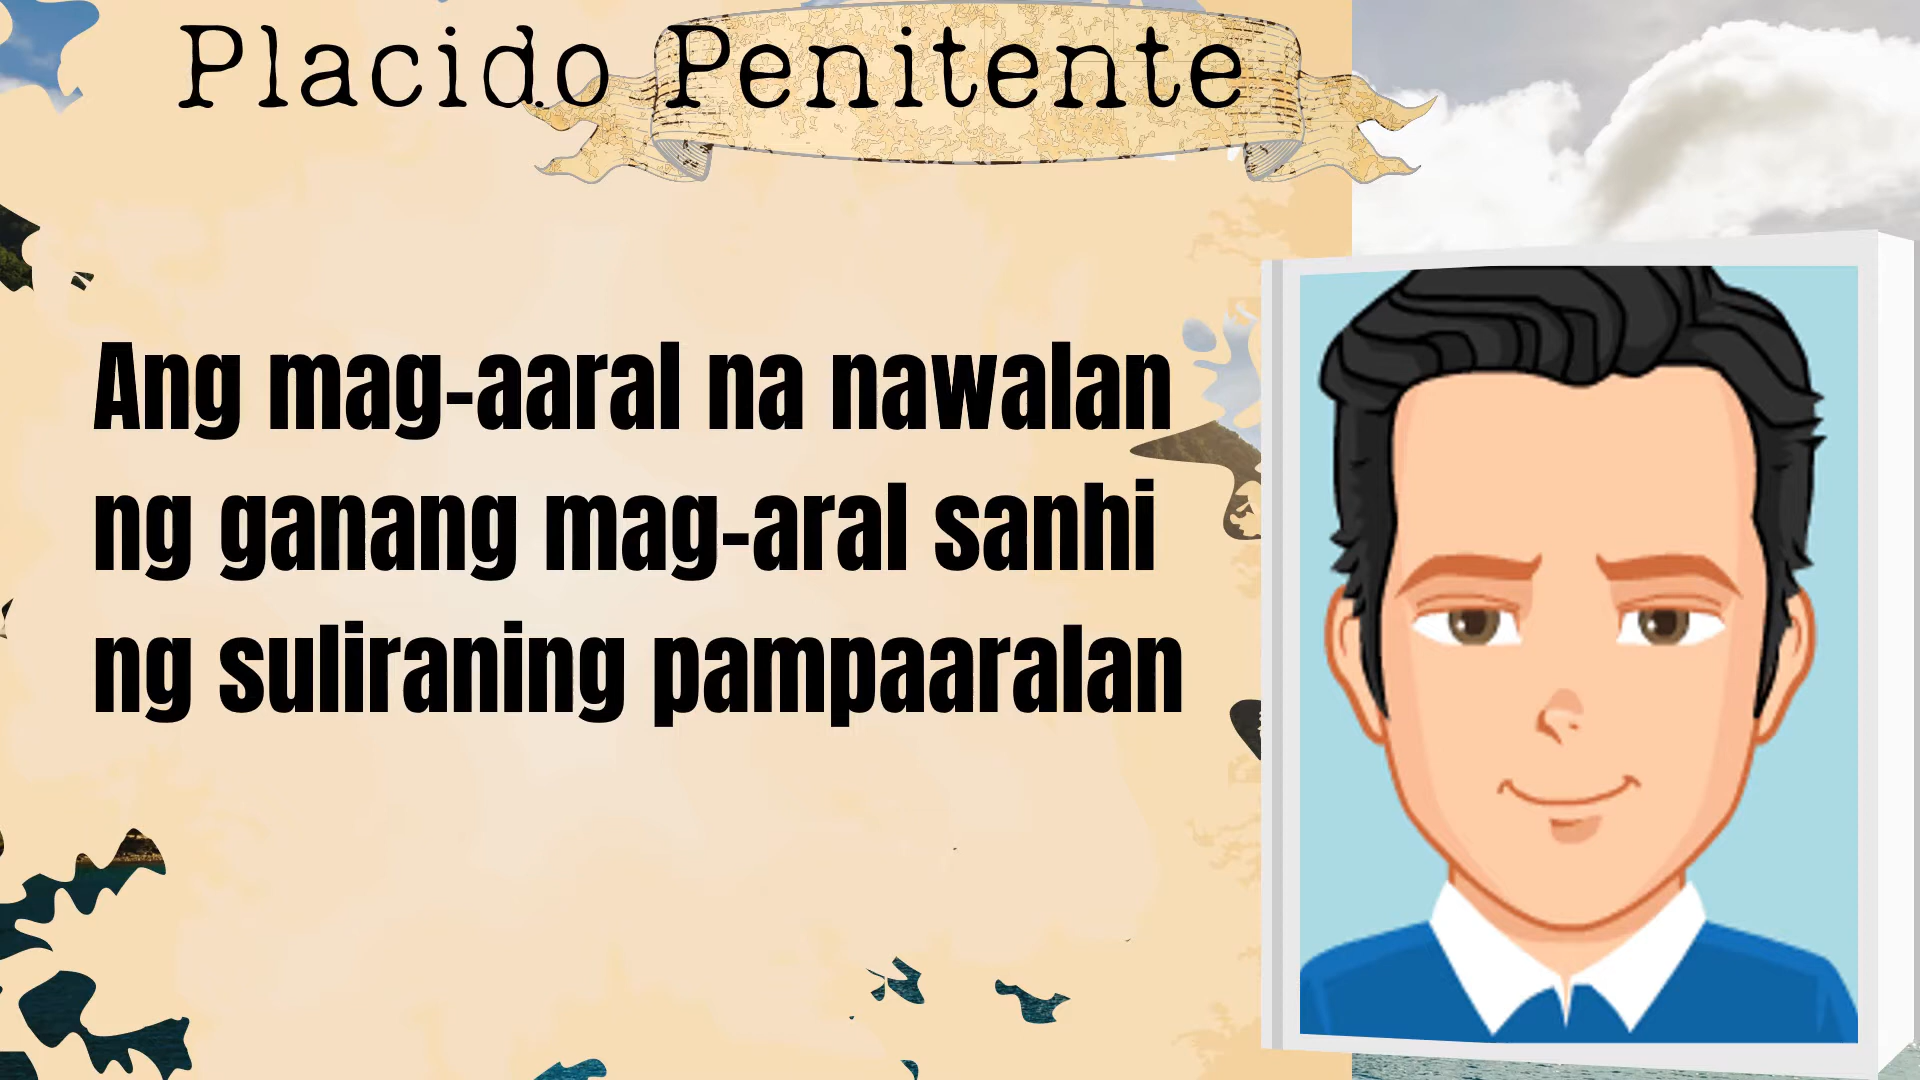 Placido Penitente
Ang mag-aaral na nawalan
ng ganang mag-aral sanhi
ng suliraning pampaaralan